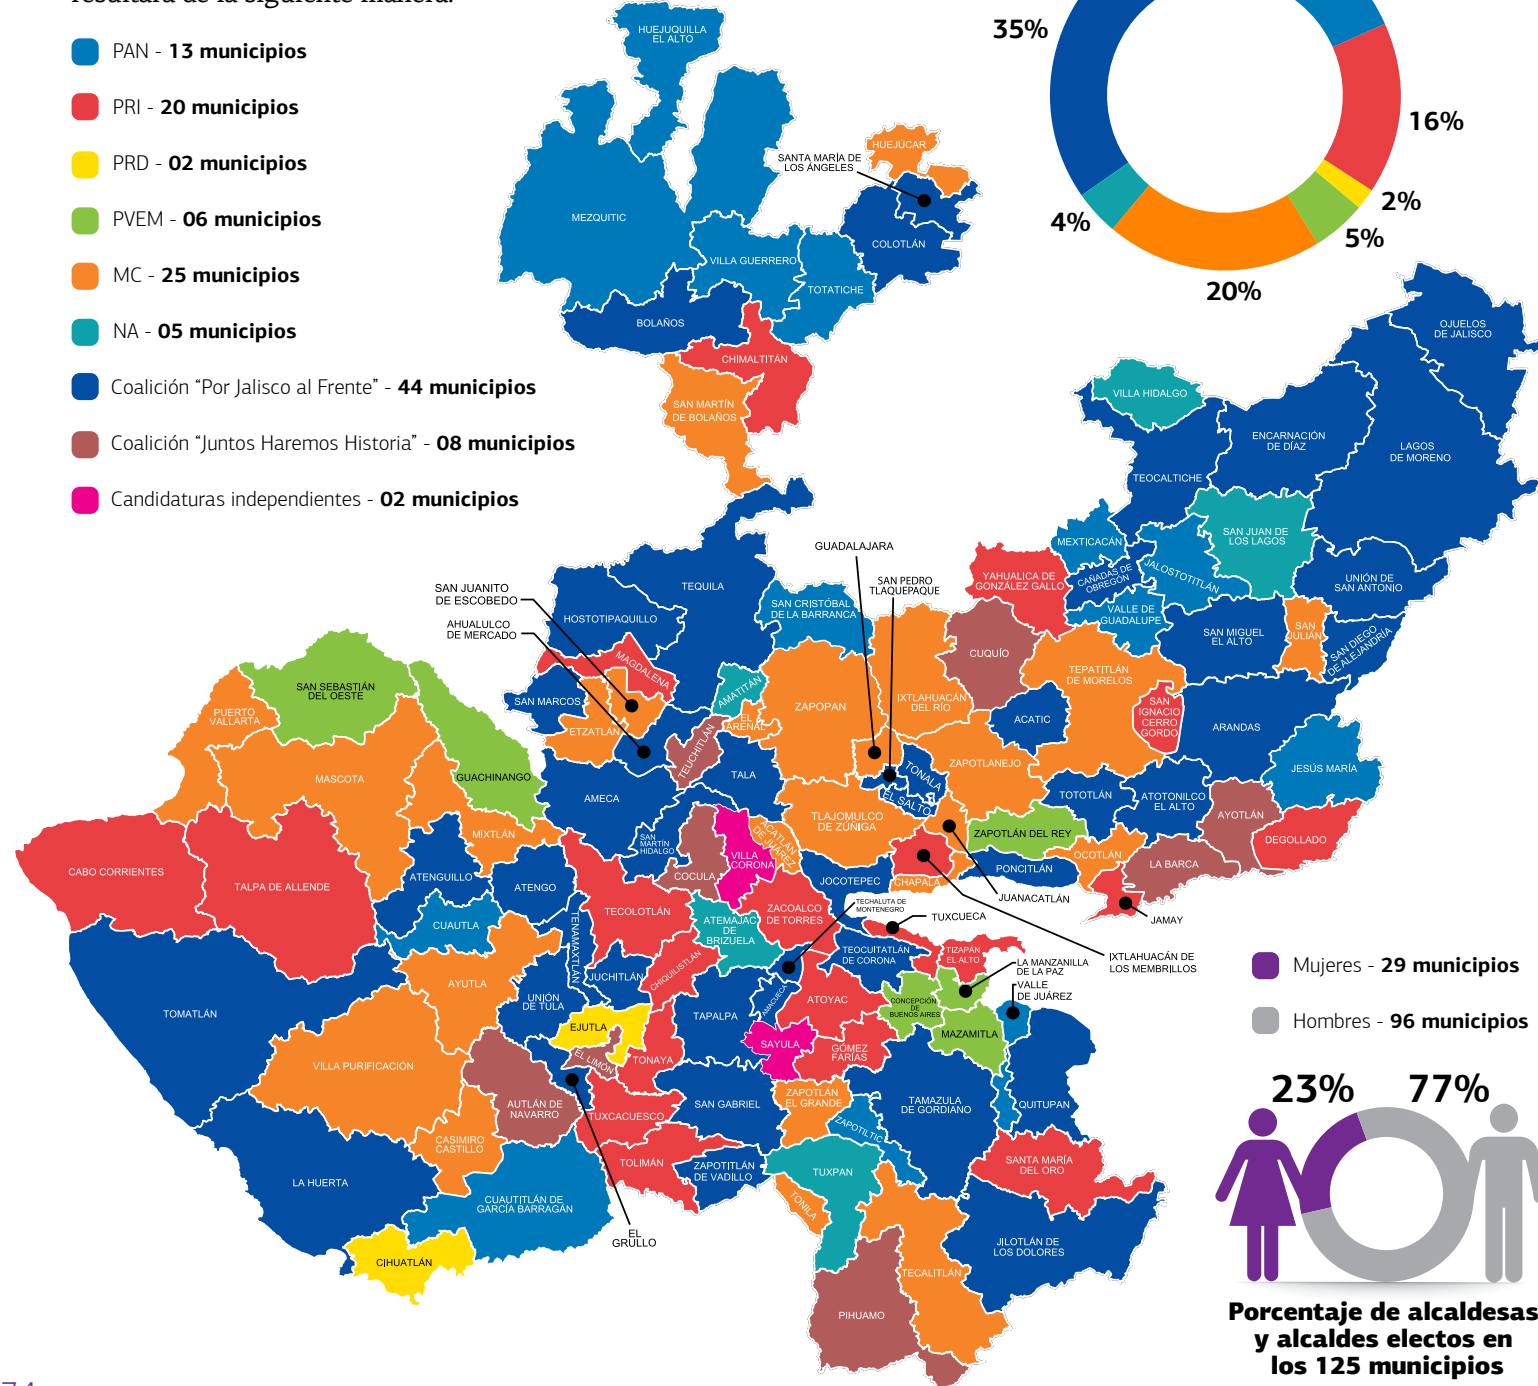 resultara de la siguiente manera:
PAN - 13 municipios
PRI - 20 municipios
PRD - 02 municipios
PVEM - 06 municipios
MC - 25 municipios
NA - 05 municipios
Coalición “Por Jalisco al Frente” - 44 municipios
Coalición “Juntos Haremos Historia” - 08 municipios
Candidaturas independientes - 02 municipios
35%
16%
2%
5%
20%
4%
HUEJUQUILLA
EL ALTO
MEZQUITIC
SANTA MARÍA DE
LOS ÁNGELES
HUEJÚCAR
COLOTLÁN
VILLA GUERRERO
TOTATICHE
BOLAÑOS
CHIMALTITÁN
SAN MARTÍN
DE BOLAÑOS
OJUELOS
DE JALISCO
VILLA HIDALGO
ENCARNACIÓN
DE DÍAZ
LAGOS
DE MORENO
TEOCALTICHE
SAN JUAN DE
LOS LAGOS
MEXTICACÁN
CAÑADAS DE
OBREGÓN
JALOSTOTITLÁN
UNIÓN DE
SAN ANTONIO
YAHUALICA DE
GONZÁLEZ GALLO
VALLE DE
GUADALUPE
SAN MIGUEL
EL ALTO
SAN
JULIÁN
SAN DIEGO
DE ALEJANDRÍA
GUADALAJARA
SAN PEDRO
TLAQUEPAQUE
SAN JUANITO
DE ESCOBEDO
AHUALULCO
DE MERCADO
TEQUILA
HOSTOTIPAQUILLO
SAN CRISTÓBAL
DE LA BARRANCA
CUQUÍO
TEPATITLÁN
DE MORELOS
MAGDALENA
SAN MARCOS
ETZATLÁN
AMATITÁN
EL
ARENAL
TEUCHITLÁN
ZAPOPAN
IXTLAHUACÁN
DEL RÍO
ACATIC
SAN
IGNACIO
CERRO
GORDO
ARANDAS
JESÚS MARÍA
SAN SEBASTIÁN
DEL OESTE
PUERTO
VALLARTA
MASCOTA
GUACHINANGO
AMECA
TALA
TONALA
EL SALTO
ZAPOTLANEJO
TOTOTLÁN
ATOTONILCO
EL ALTO
AYOTLÁN
DEGOLLADO
MIXTLÁN
SAN
MARTÍN
HIDALGO
COCULA
VILLA
CORONA
ACATLÁN
DE JUÁREZ
TLAJOMULCO
DE ZÚÑIGA
ZAPOTLÁN DEL REY
OCOTLÁN
LA BARCA
PONCITLÁN
CABO CORRIENTES
TALPA DE ALLENDE
ATENGUILLO
ATENGO
JOCOTEPEC
CHAPALA
JUANACATLÁN
JAMAY
TECHALUTA DE
MONTENEGRO
TUXCUECA
IXTLAHUACÁN DE
LOS MEMBRILLOS
CUAUTLA
TENAMAXTLÁN
TECOLOTLÁN
ATEMAJAC
DE
BRIZUELA
ZACOALCO
DE TORRES
TEOCUITATLÁN
DE CORONA
TIZAPÁN
EL ALTO
LA MANZANILLA
DE LA PAZ
VALLE
DE JUÁREZ
AYUTLA
JUCHITLÁN
CHIQUILISTLÁN
UNIÓN
DE TULA
TAPALPA
AMACUECA
ATOYAC
CONCEPCIÓN
DE
BUENOS AIRES
MAZAMITLA
TOMATLÁN
EJUTLA
EL LIMÓN
TONAYA
SAYULA
GÓMEZ
FARÍAS
VILLA PURIFICACIÓN
AUTLÁN DE
NAVARRO
TUXCACUESCO
SAN GABRIEL
ZAPOTLÁN
EL GRANDE
TAMAZULA
DE GORDIANO
QUITUPAN
ZAPOTILTIC
CASIMIRO
CASTILLO
TOLIMÁN
ZAPOTITLÁN
DE VADILLO
TUXPAN
SANTA MARÍA
DEL ORO
LA HUERTA
CUAUTITLÁN DE
GARCÍA BARRAGÁN
TONILA
EL
GRULLO
CIHUATLÁN
JILOTLÁN DE
LOS DOLORES
TECALITLÁN
PIHUAMO
Mujeres - 29 municipios
Hombres - 96 municipios
23% 77%
Porcentaje de alcaldesas
y alcaldes electos en
los 125 municipios